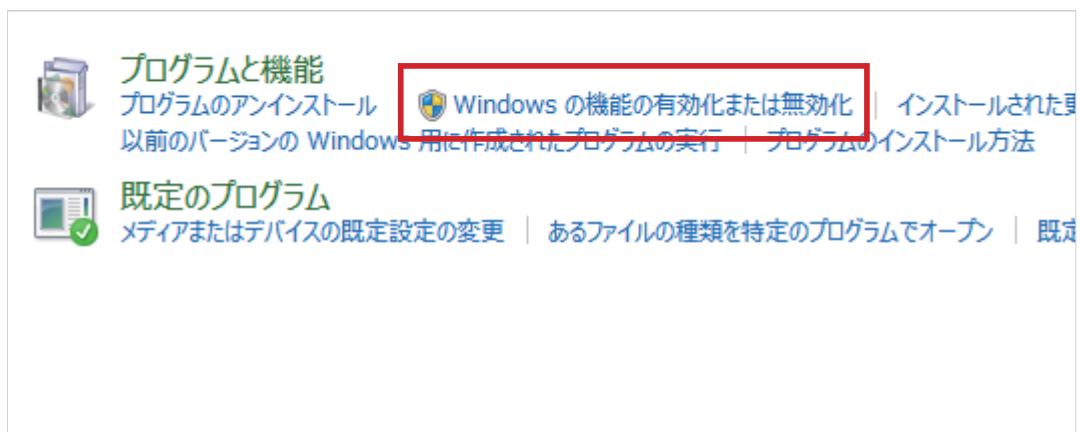 プログラムと機能
プログラムのアンインストール Windows の機能の有効化または無効化 インストールされた更
以前のバージョンの Windows 用に作成されたプログラムの実行 プログラムのインストール方法
既定のプログラム
メディアまたはデバイスの既定設定の変更 あるファイルの種類を特定のプログラムでオープン 既定